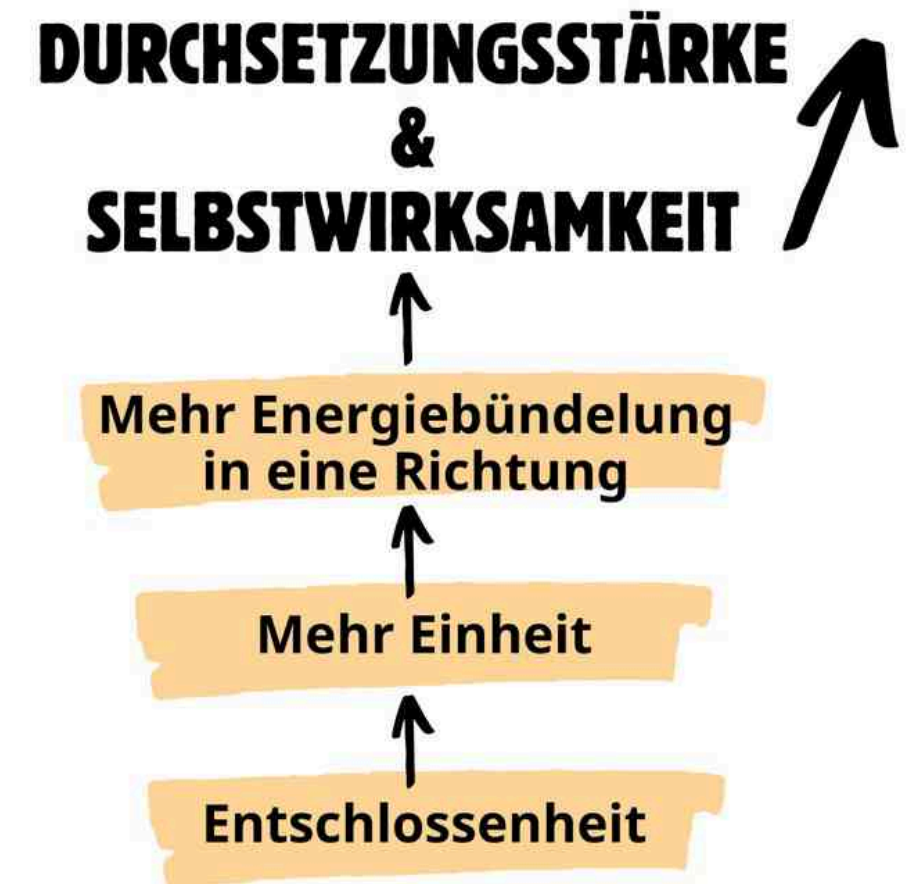 DURCHSETZUNGSSTÄRKE
&
SELBSTWIRKSAMKEIT
Mehr Energiebündelung
in eine Richtung
Mehr Einheit
Entschlossenheit